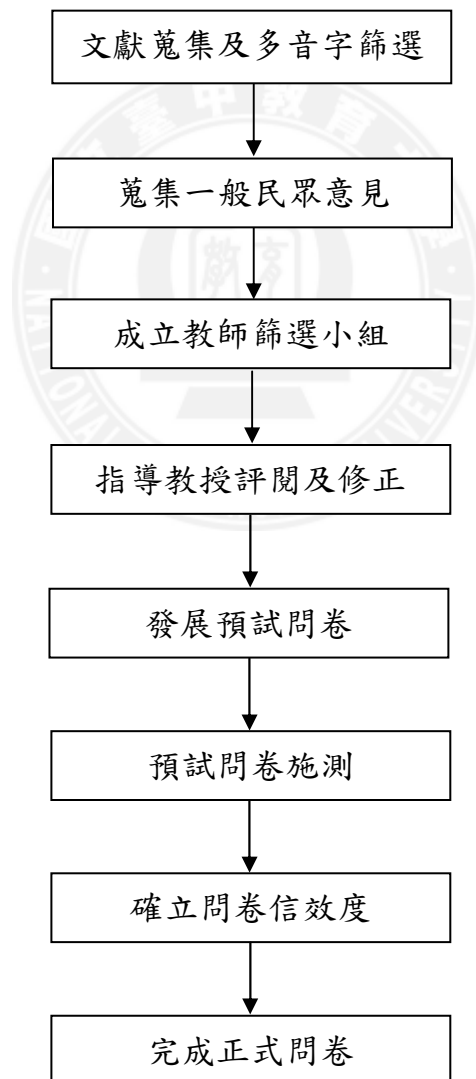 文獻蒐集及多音字篩選
蒐集一般民眾意見
成立教師篩選小組
指導教授評閱及修正
發展預試問卷
預試問卷施測
確立問卷信效度
完成正式問卷